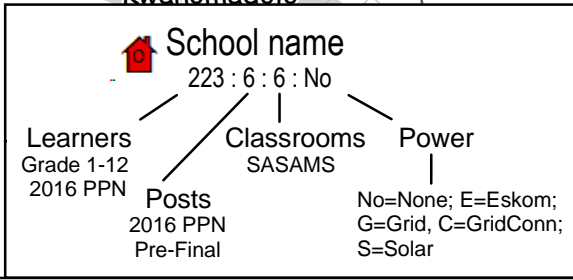 School name
223 : 6 : 6 : No
Learners
Grade 1-12
2016 PPN
Posts
2016 PPN
Pre-Final
Classrooms
SASAMS
Power
No=None; E=Eskom;
G=Grid, C=GridConn;
S=Solar